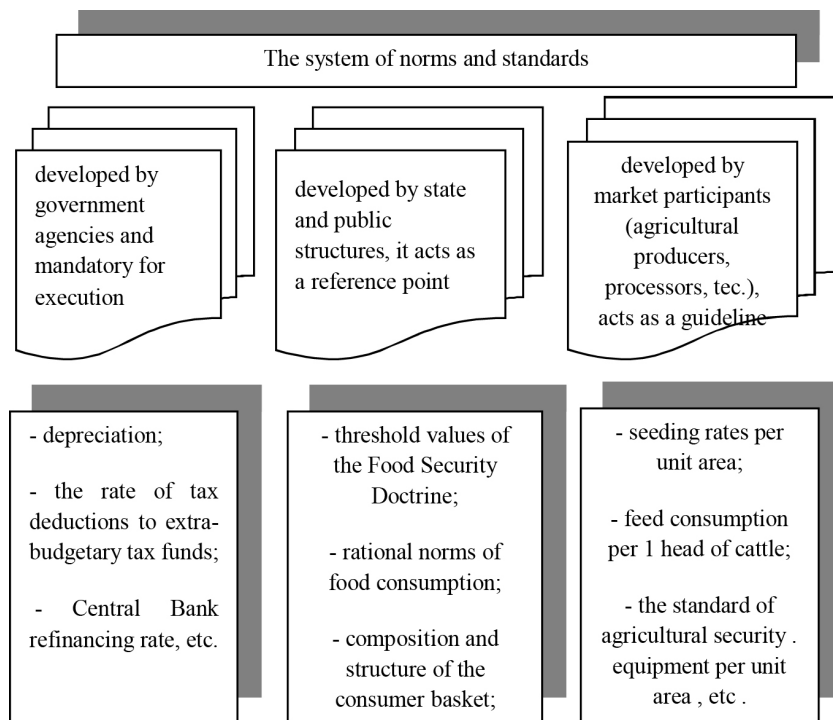 The system of norms and standards
developed by
government
agencies and
mandatory for
execution
developed by state
and public
structures, it acts as
a reference point
developed by
market participants
(agricultural
producers,
processors, tec.),
acts as a guideline
- depreciation;
- the rate of tax
deductions to extra-
budgetary tax funds;
- Central Bank
refinancing rate, etc.
- threshold values of
the Food Security
Doctrine;
- rational norms of
food consumption;
- composition and
structure of the
consumer basket;
- seeding rates per
unit area;
- feed consumption
per 1 head of cattle;
- the standard of
agricultural security .
equipment per unit
area , etc .